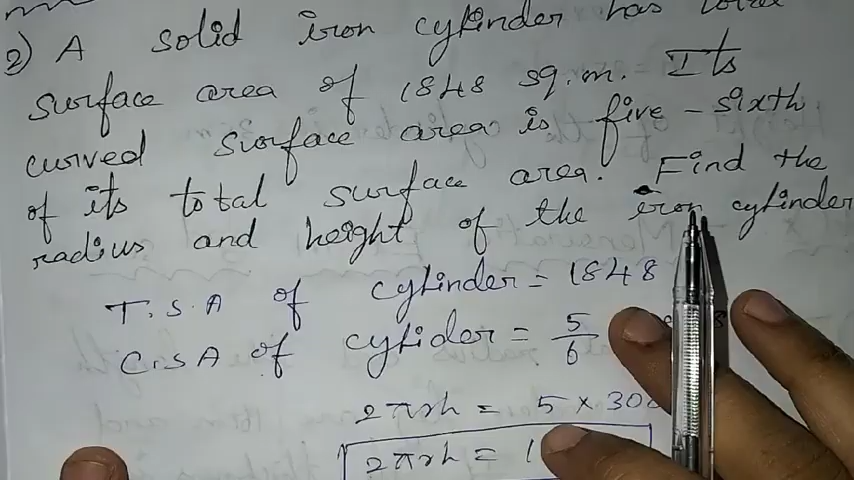 2) A solid iron cylinder has total
surface area of 1848 sq.m. Its
curved surface area is five - sixth
of its total surface area. Find the
radius and height of the iron cylinder
T.S.A of cylinder = 1848
C.SA of cylider = 5/6
2πrh = 5 × 30
2πrh = 1